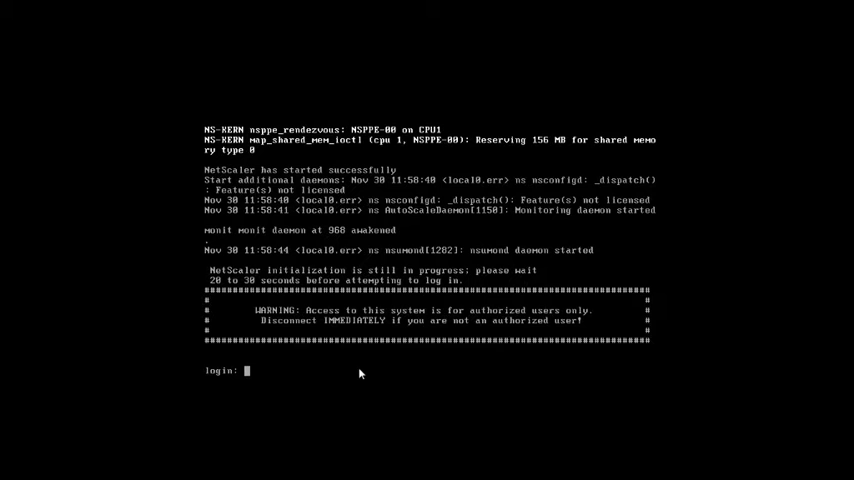 NS-KERN nsppe_rendezvous: NSPPE-00 on CPU1
NS-KERN map_shared_mem_ioctl (cpu 1, NSPPE-00): Reserving 156 MB for shared memo
ry type 0
NetScaler has started successfully
Start additional daemons: Nov 30 11:58:40 <local0.err> ns nsconfigd: _dispatch()
: Feature(s) not licensed
Nov 30 11:58:40 <local0.err> ns nsconfigd: _dispatch(): Feature(s) not licensed
Nov 30 11:58:41 <local0.err> ns AutoScaleDaemon[1150]: Monitoring daemon started
monit monit daemon at 968 awakened
.
Nov 30 11:58:44 <local0.err> ns nsumond[1282]: nsumond daemon started
NetScaler initialization is still in progress; please wait
20 to 30 seconds before attempting to log in.
###############################################################################
# #
# WARNING: Access to this system is for authorized users only. #
# Disconnect IMMEDIATELY if you are not an authorized user! #
# #
###############################################################################
login: